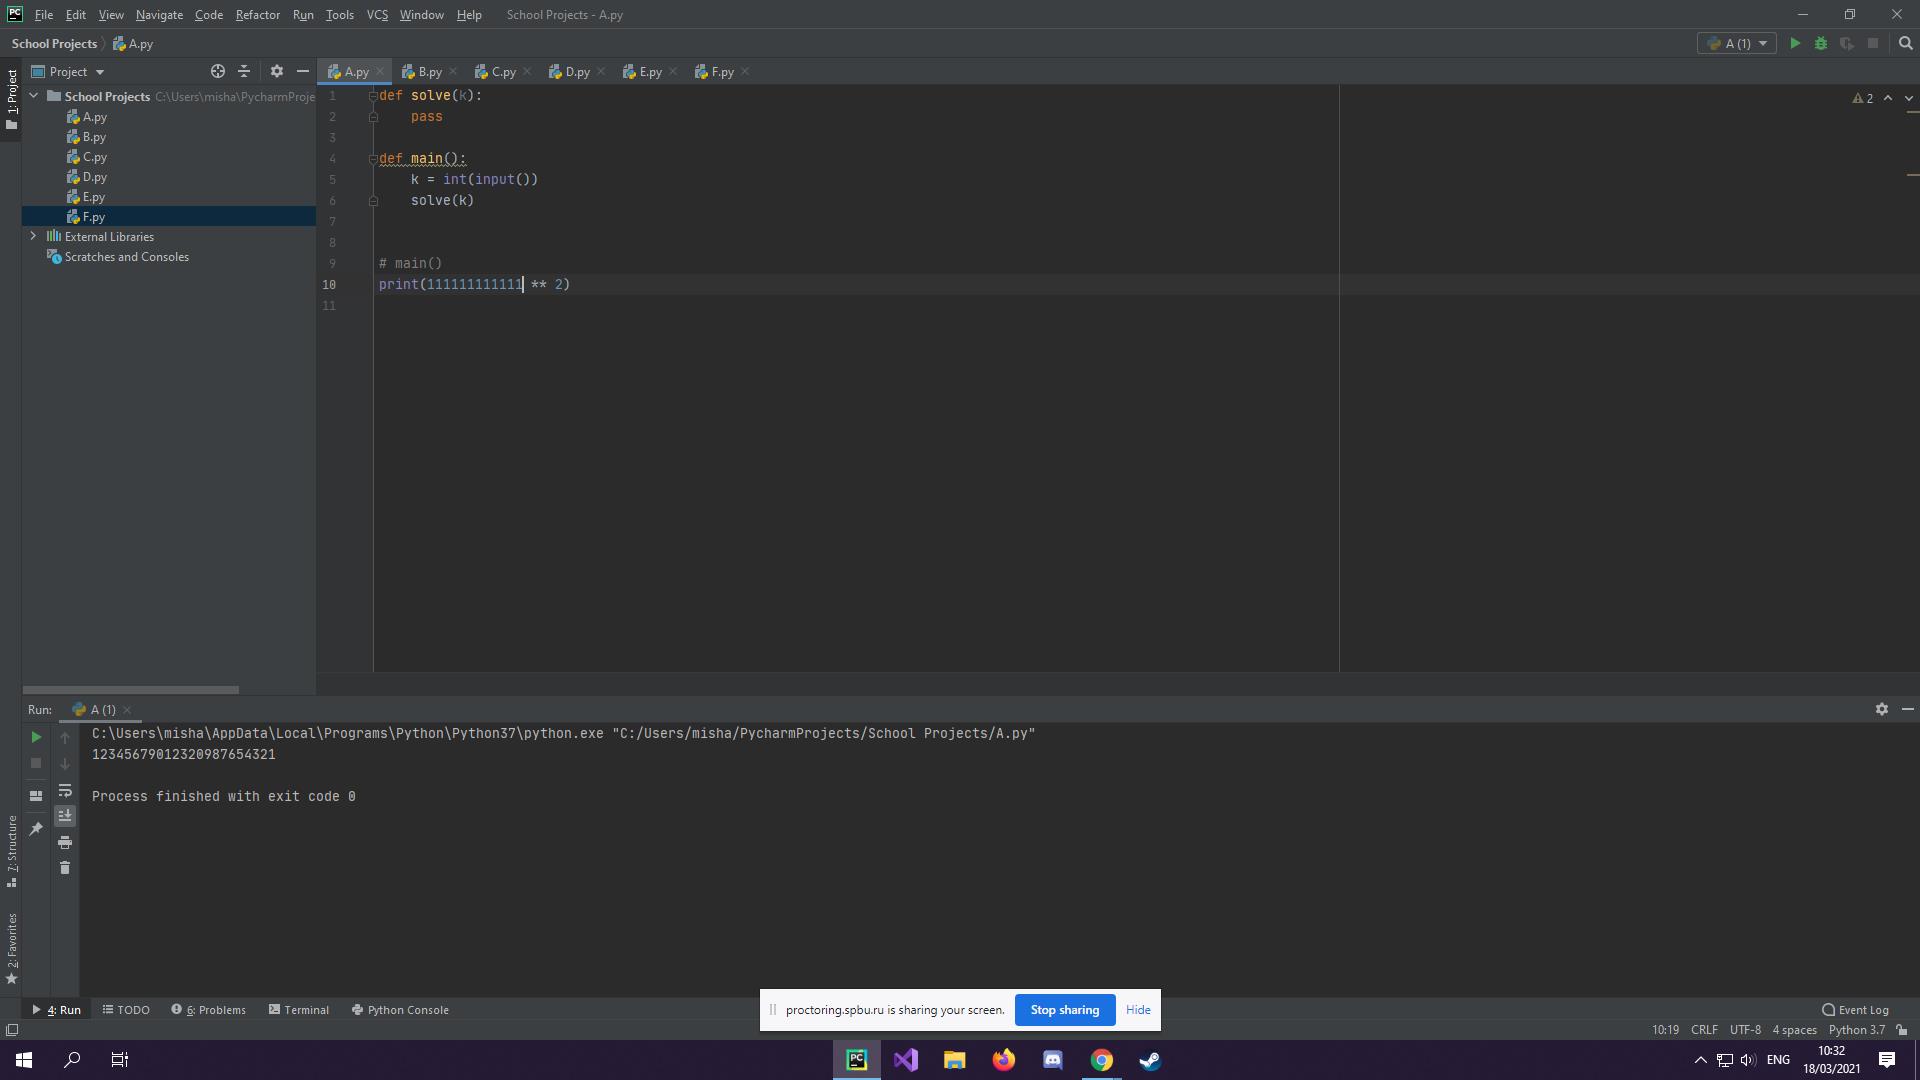 PC File Edit View Navigate Code Refactor Run Tools VCS Window Help School Projects - A.py
School Projects A.py A (1)
1: Project
Project
A.py B.py C.py D.py E.py F.py
School Projects C:\Users\misha\PycharmProje
A.py
B.py
C.py
D.py
E.py
F.py
External Libraries
Scratches and Consoles
1 def solve(k):
2 pass
3
4 def main():
5 k = int(input())
6 solve(k)
7
8
9 # main()
10 print(111111111111 ** 2)
11
2
Run: A (1)
C:\Users\misha\AppData\Local\Programs\Python\Python37\python.exe "C:/Users/misha/PycharmProjects/School Projects/A.py"
12345679012320987654321
Process finished with exit code 0
7: Structure
2: Favorites
4: Run TODO 6: Problems Terminal Python Console
proctoring.spbu.ru is sharing your screen. Stop sharing Hide
Event Log
10:19 CRLF UTF-8 4 spaces Python 3.7
PC
ENG
10:32
18/03/2021